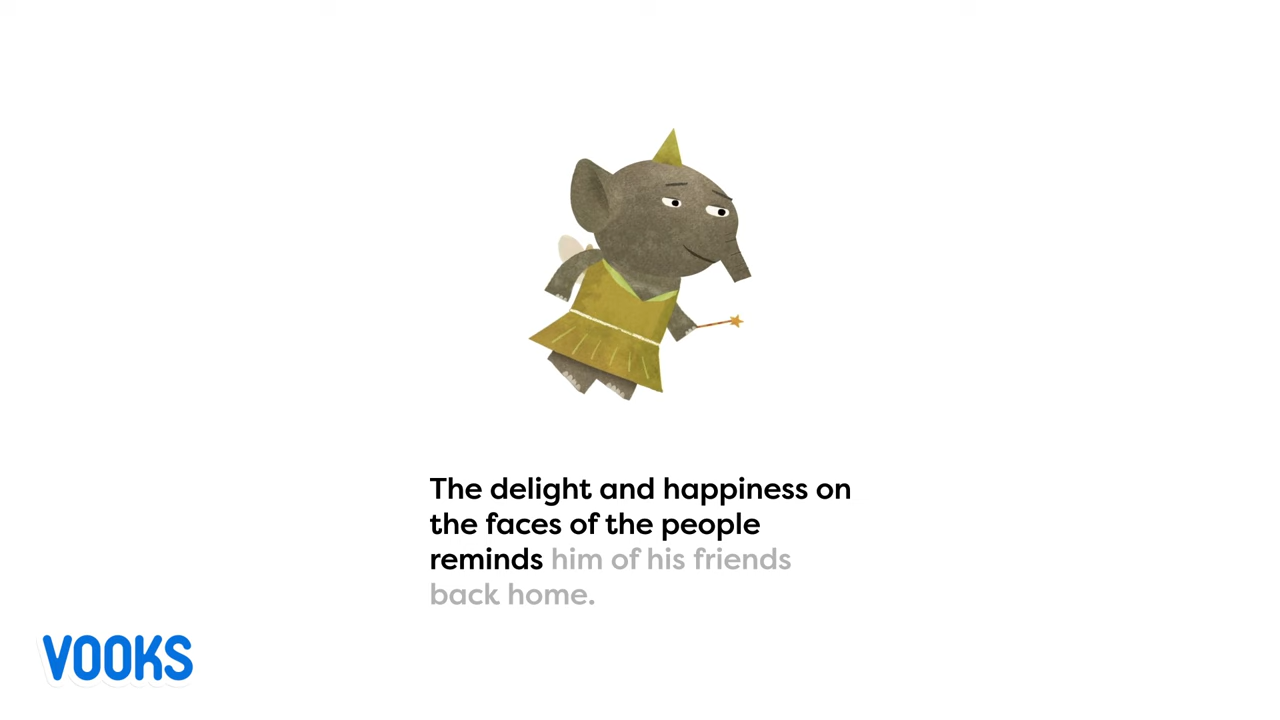 The delight and happiness on
the faces of the people
reminds him of his friends
back home.
VOOKS